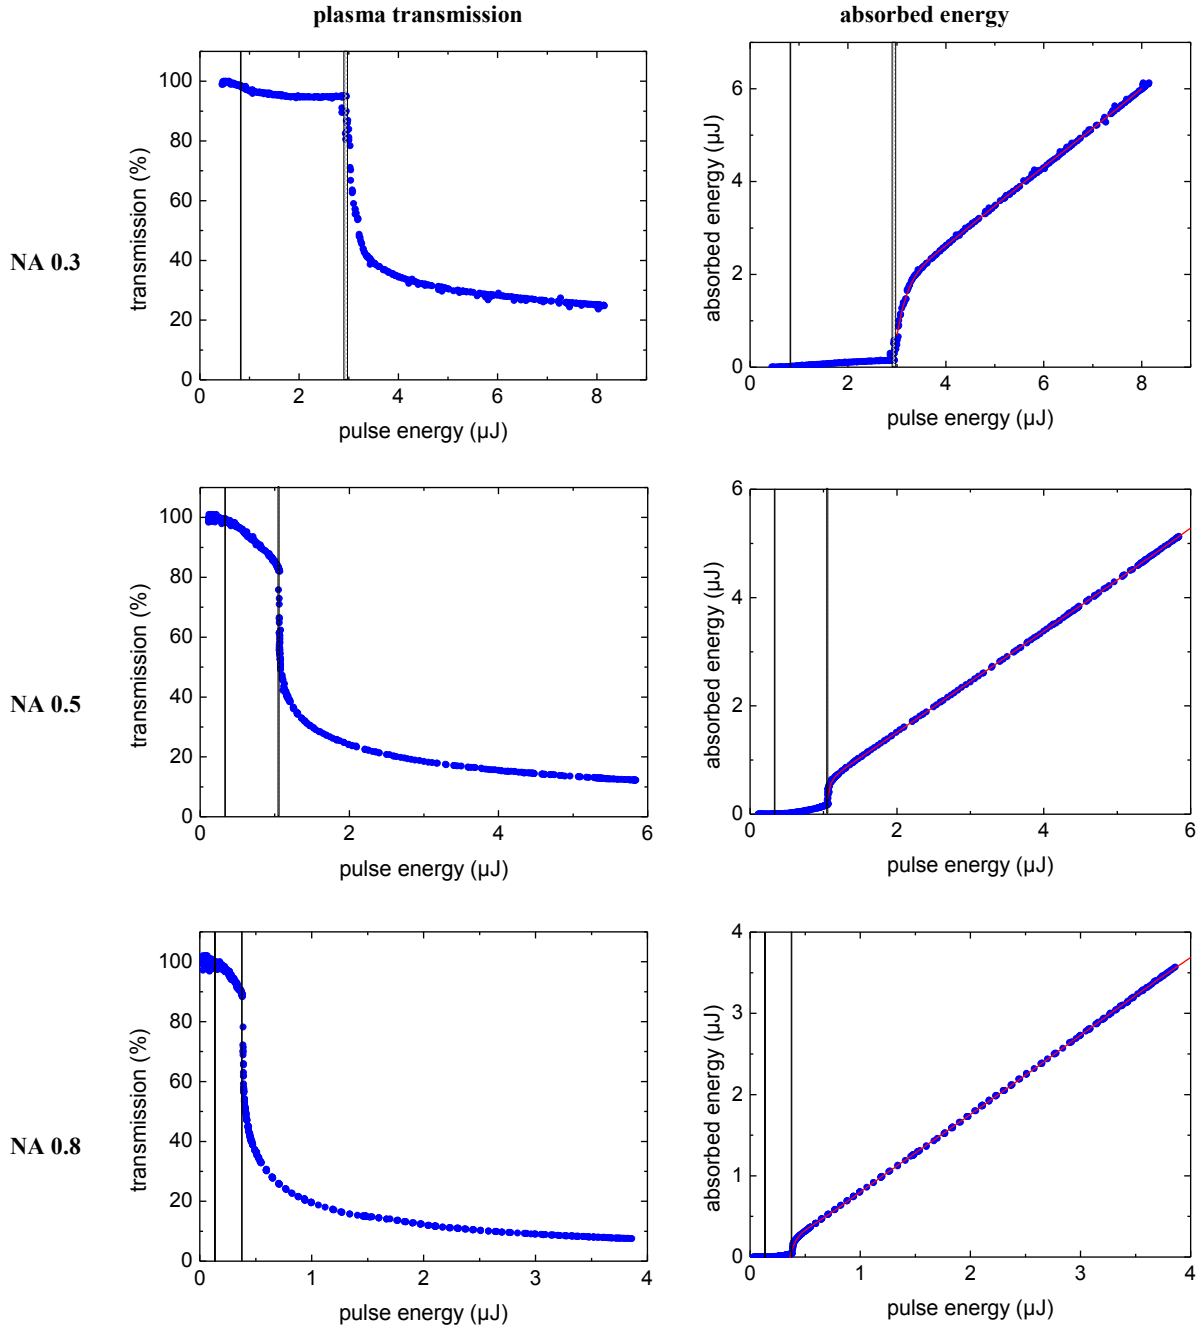 plasma transmission
absorbed energy
NA 0.3
transmission (%)
100
80
60
40
20
0
0 2 4 6 8
pulse energy (µJ)
absorbed energy (µJ)
6
4
2
0
0 2 4 6 8
pulse energy (µJ)
NA 0.5
transmission (%)
100
80
60
40
20
0
0 2 4 6
pulse energy (µJ)
absorbed energy (µJ)
6
4
2
0
0 2 4 6
pulse energy (µJ)
NA 0.8
transmission (%)
100
80
60
40
20
0
0 1 2 3 4
pulse energy (µJ)
absorbed energy (µJ)
4
3
2
1
0
0 1 2 3 4
pulse energy (µJ)